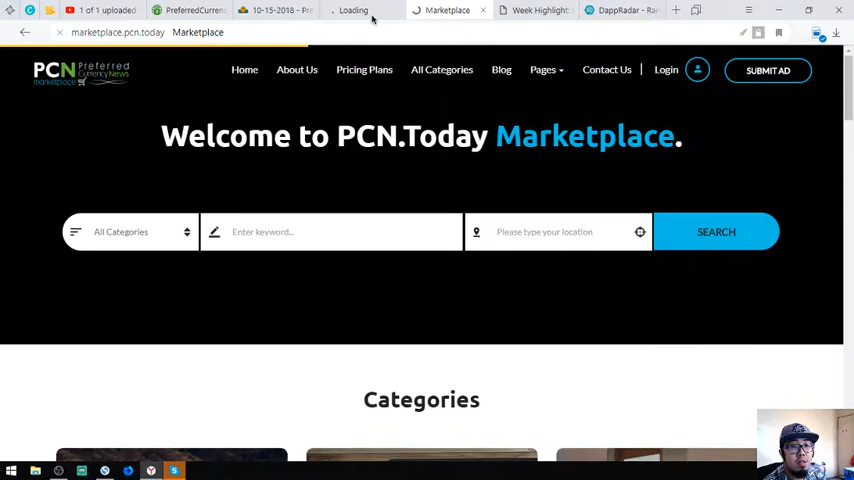 1 of 1 uploaded
PreferredCurrenc
10-15-2018 - Pre
Loading
Marketplace
Week Highlight:
DappRadar - Ran
marketplace.pcn.today Marketplace
PCN Preferred Currency News
marketplace
Home
About Us
Pricing Plans
All Categories
Blog
Pages
Contact Us
Login
SUBMIT AD
Welcome to PCN.Today Marketplace.
All Categories
Enter keyword...
Please type your location
SEARCH
Categories